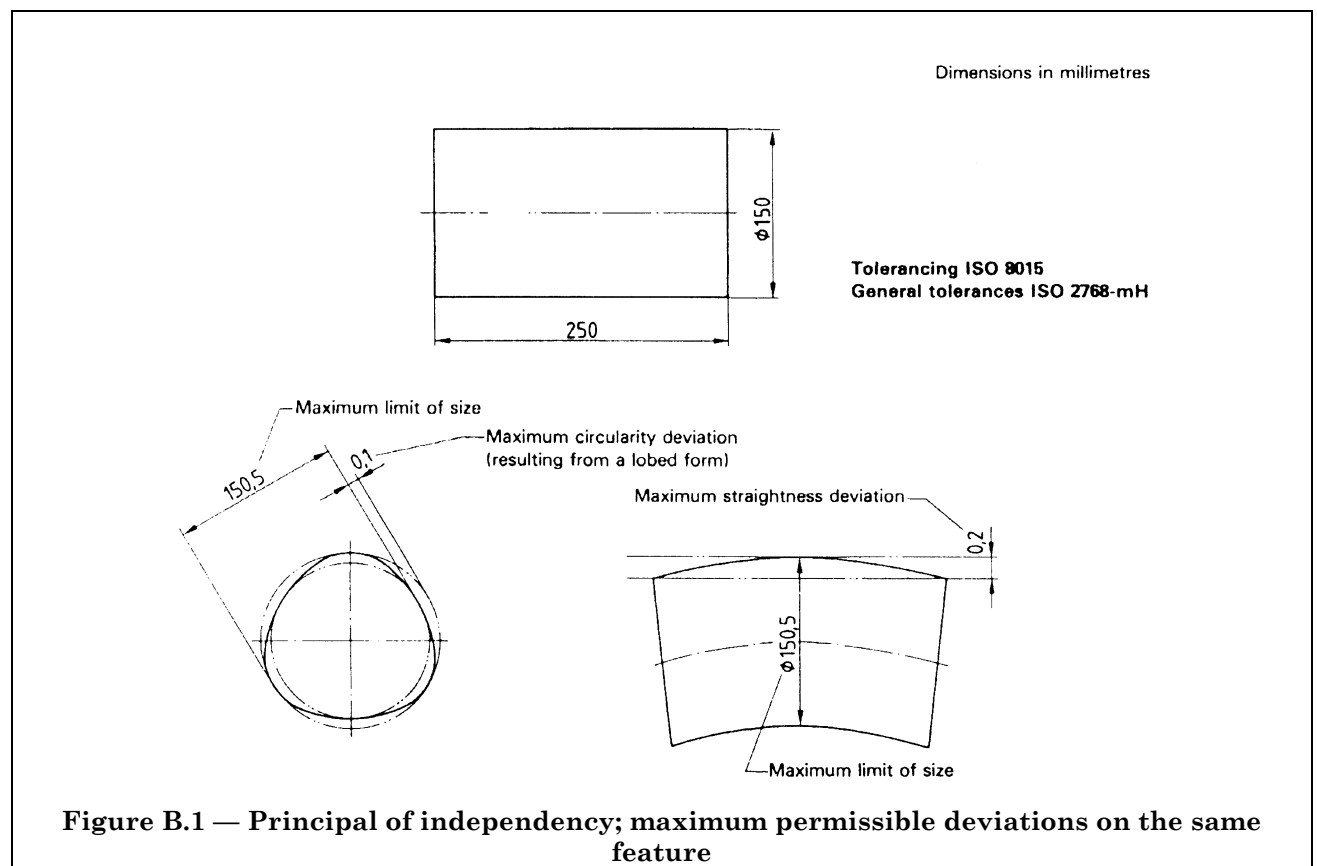 Dimensions in millimetres
ϕ150
Tolerancing ISO 8015
General tolerances ISO 2768-mH
250
Maximum limit of size
Maximum circularity deviation
(resulting from a lobed form)
0,1
150,5
Maximum straightness deviation
0,2
ϕ150,5
Maximum limit of size
Figure B.1 — Principal of independency; maximum permissible deviations on the same
feature